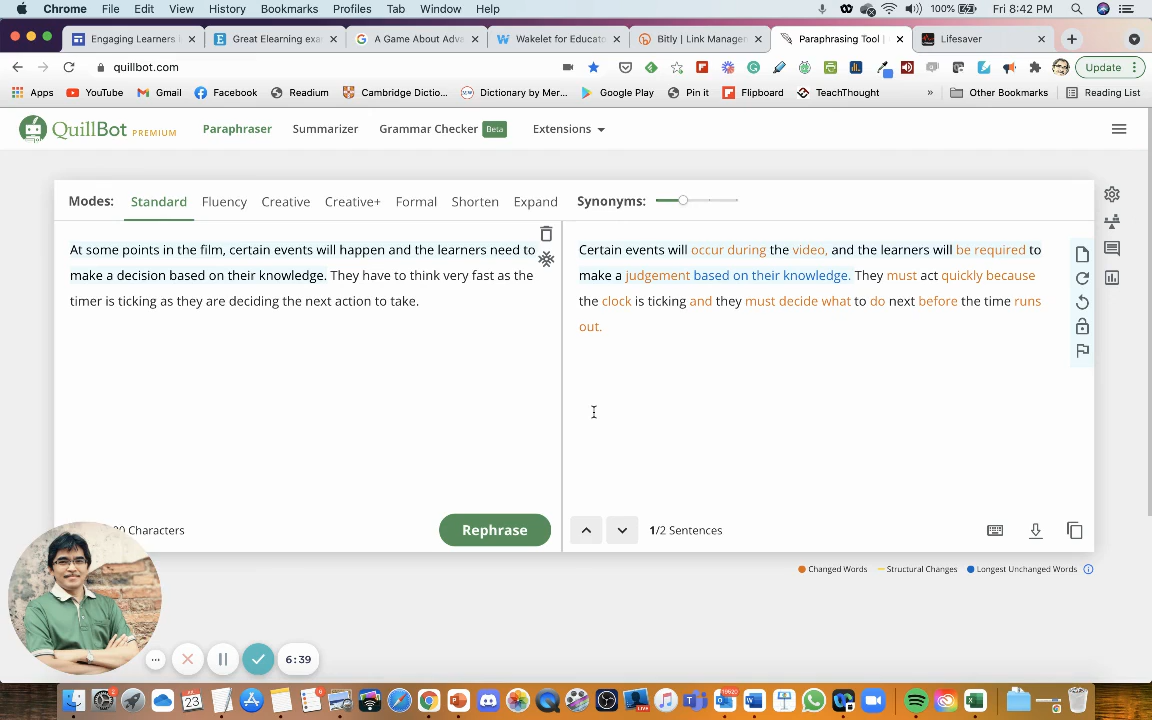 Chrome File Edit View History Bookmarks Profiles Tab Window Help 100% Fri 8:42 PM
Engaging Learners Great Elearning exa A Game About Adva Wakelet for Educato Bitly | Link Manager Paraphrasing Tool | Lifesaver
quillbot.com Update
Apps YouTube Gmail Facebook Readium Cambridge Dictio... Dictionary by Mer... Google Play Pin it Flipboard TeachThought » Other Bookmarks Reading List
QuillBot PREMIUM Paraphraser Summarizer Grammar Checker Beta Extensions
Modes: Standard Fluency Creative Creative+ Formal Shorten Expand Synonyms:
At some points in the film, certain events will happen and the learners need to
make a decision based on their knowledge. They have to think very fast as the
timer is ticking as they are deciding the next action to take.
Certain events will occur during the video, and the learners will be required to
make a judgement based on their knowledge. They must act quickly because
the clock is ticking and they must decide what to do next before the time runs
out.
Characters Rephrase 1/2 Sentences
Changed Words Structural Changes Longest Unchanged Words
6:39